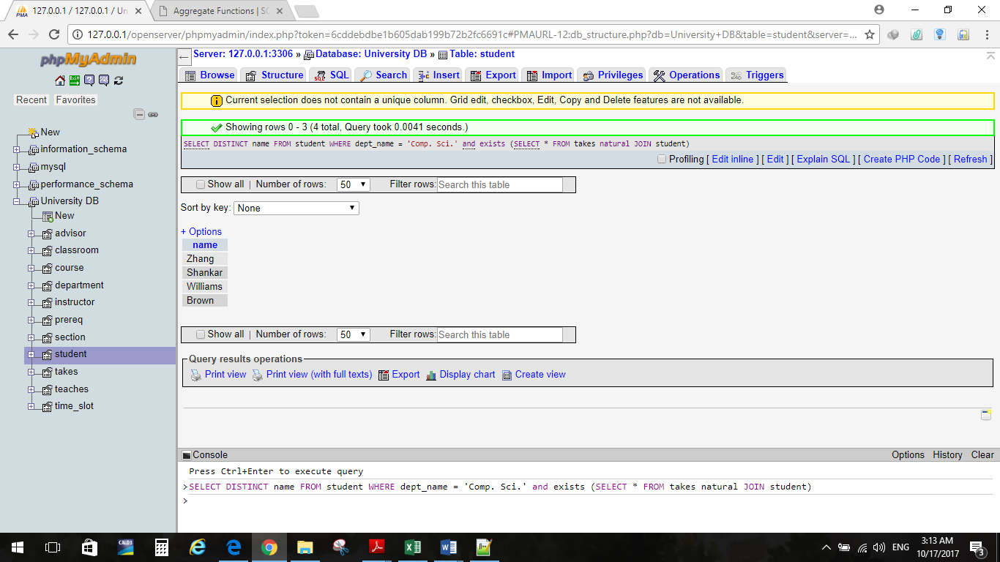 127.0.0.1 / 127.0.0.1 / Un
Aggregate Functions | SQ
127.0.0.1/openserver/phpmyadmin/index.php?token=6cddebdbe1b605dab199b72b2fc6691c#PMAURL-12:db_structure.php?db=University+DB&table=student&server=...
phpMyAdmin
Recent Favorites
New
information_schema
mysql
performance_schema
University DB
New
advisor
classroom
course
department
instructor
prereq
section
student
takes
teaches
time_slot
Server: 127.0.0.1:3306 » Database: University DB » Table: student
Browse Structure SQL Search Insert Export Import Privileges Operations Triggers
Current selection does not contain a unique column. Grid edit, checkbox, Edit, Copy and Delete features are not available.
Showing rows 0 - 3 (4 total, Query took 0.0041 seconds.)
SELECT DISTINCT name FROM student WHERE dept_name = 'Comp. Sci.' and exists (SELECT * FROM takes natural JOIN student)
Profiling [ Edit inline ] [ Edit ] [ Explain SQL ] [ Create PHP Code ] [ Refresh ]
Show all | Number of rows: 50 Filter rows: Search this table
Sort by key: None
+ Options
name
Zhang
Shankar
Williams
Brown
Show all | Number of rows: 50 Filter rows: Search this table
Query results operations
Print view Print view (with full texts) Export Display chart Create view
Console Options History Clear
Press Ctrl+Enter to execute query
>SELECT DISTINCT name FROM student WHERE dept_name = 'Comp. Sci.' and exists (SELECT * FROM takes natural JOIN student)
>
CALD3
ENG
3:13 AM
10/17/2017
3